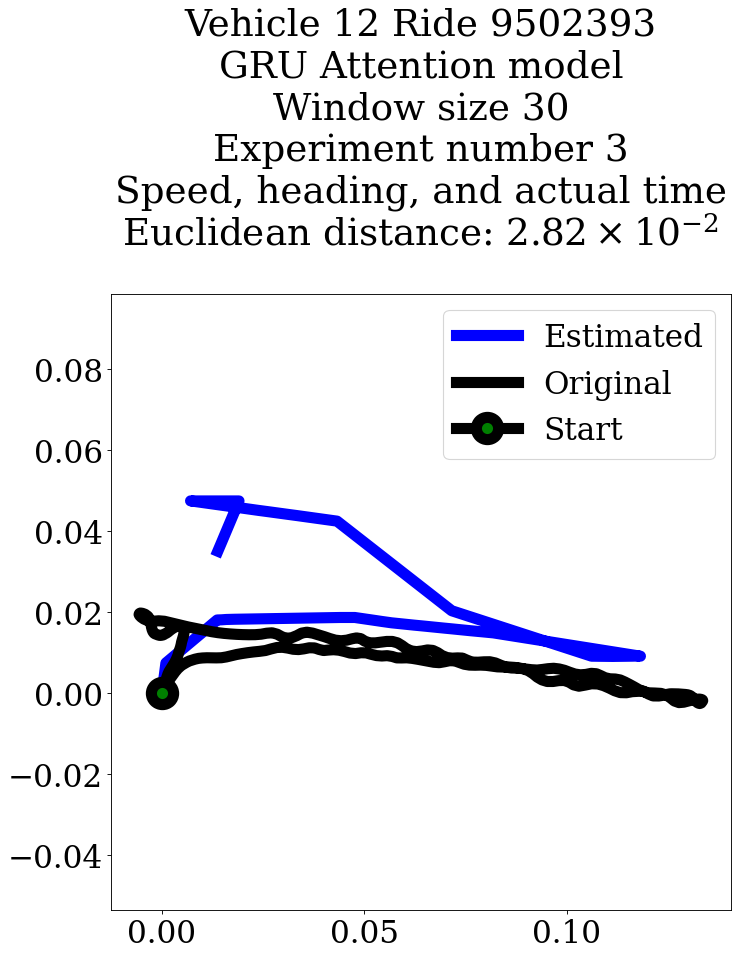 Vehicle 12 Ride 9502393
GRU Attention model
Window size 30
Experiment number 3
Speed, heading, and actual time
Euclidean distance: 2.82 × 10⁻²
Estimated
Original
Start
0.08
0.06
0.04
0.02
0.00
−0.02
−0.04
0.00 0.05 0.10